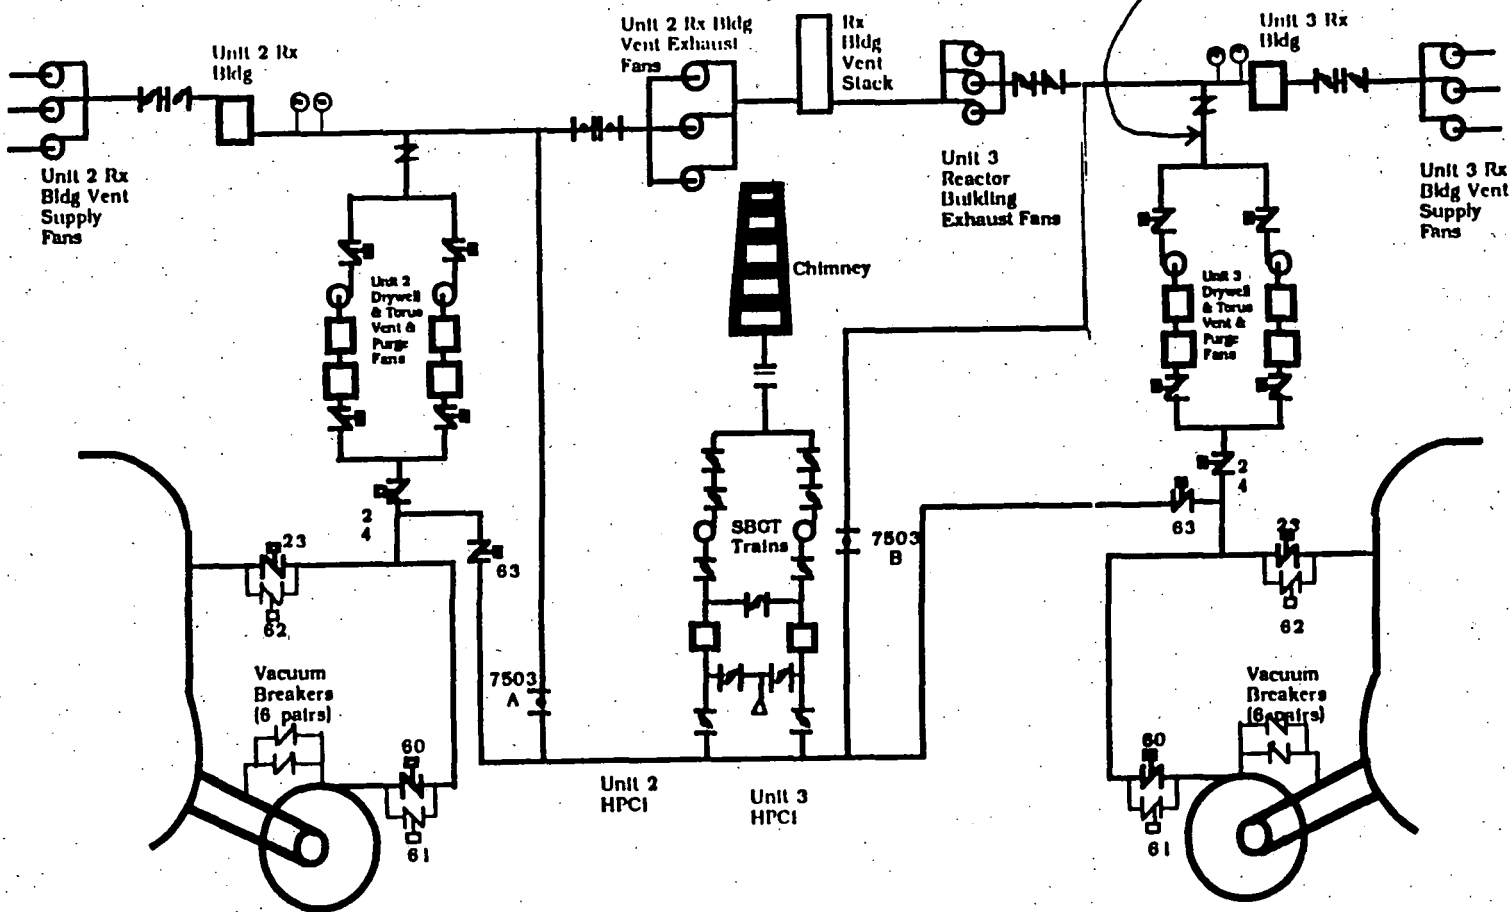 Unit 2 Rx
Bldg
Unit 2 Rx Bldg
Vent Exhaust
Fans
Rx
Bldg
Vent
Stack
Unit 3 Rx
Bldg
Unit 2 Rx
Bldg Vent
Supply
Fans
Unit 3
Reactor
Building
Exhaust Fans
Unit 3 Rx
Bldg Vent
Supply
Fans
Chimney
Unit 2
Drywell
& Torus
Vent &
Purge
Fans
Unit 3
Drywell
& Torus
Vent &
Purge
Fans
2
4
2
4
23
63
SBGT
Trains
7503
B
63
23
62
62
7503
A
Vacuum
Breakers
(6 pairs)
Vacuum
Breakers
(6 pairs)
60
60
Unit 2
HPCI
Unit 3
HPCI
61
61